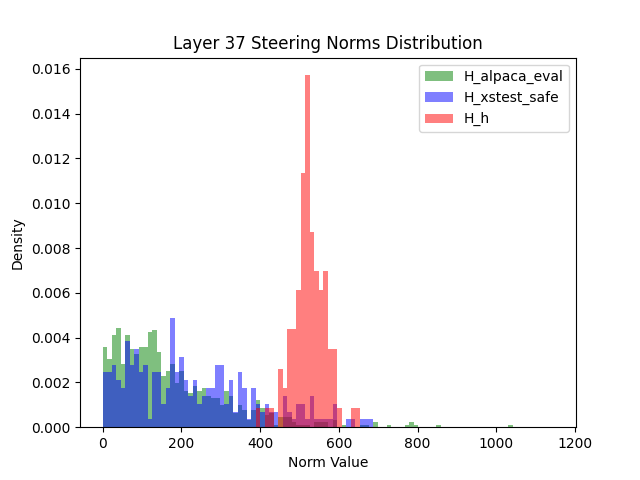 Layer 37 Steering Norms Distribution
H_alpaca_eval
H_xstest_safe
H_h
0.016
0.014
0.012
0.010
0.008
0.006
0.004
0.002
0.000
Density
0 200 400 600 800 1000 1200
Norm Value